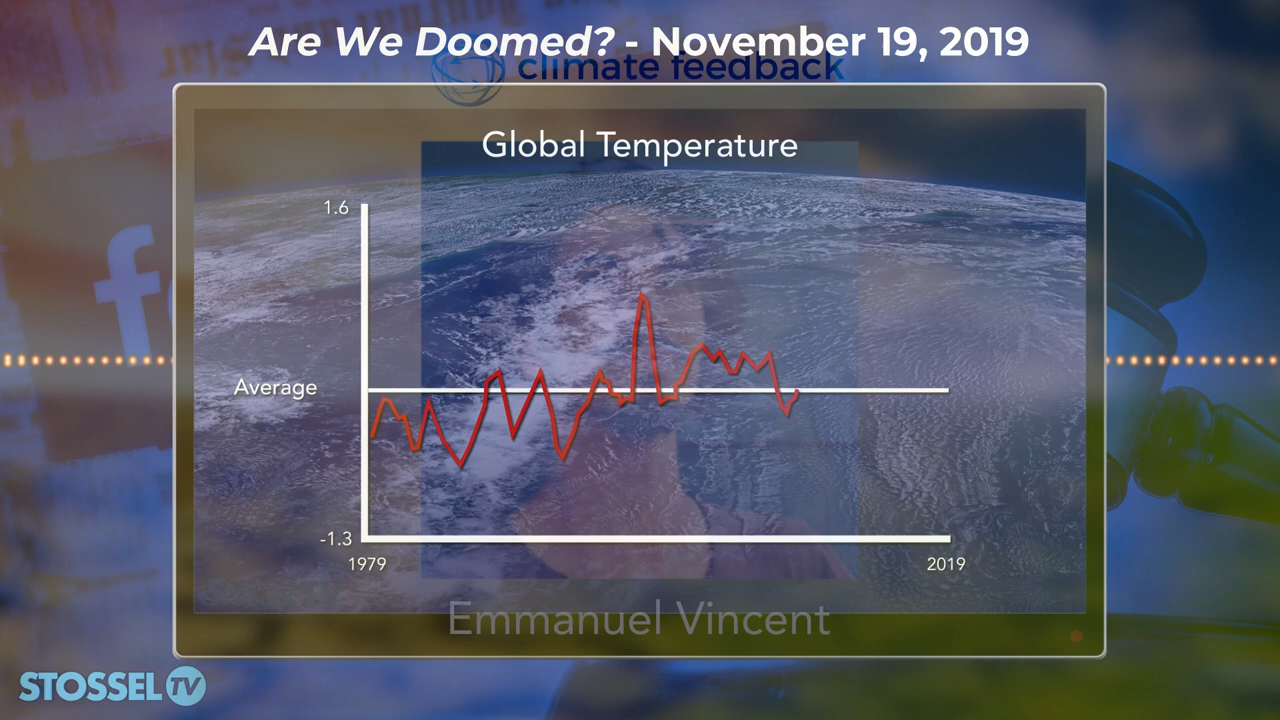 Are We Doomed? - November 19, 2019
climate feedback
Global Temperature
1.6
Average
-1.3
1979
2019
Emmanuel Vincent
f
STOSSEL TV